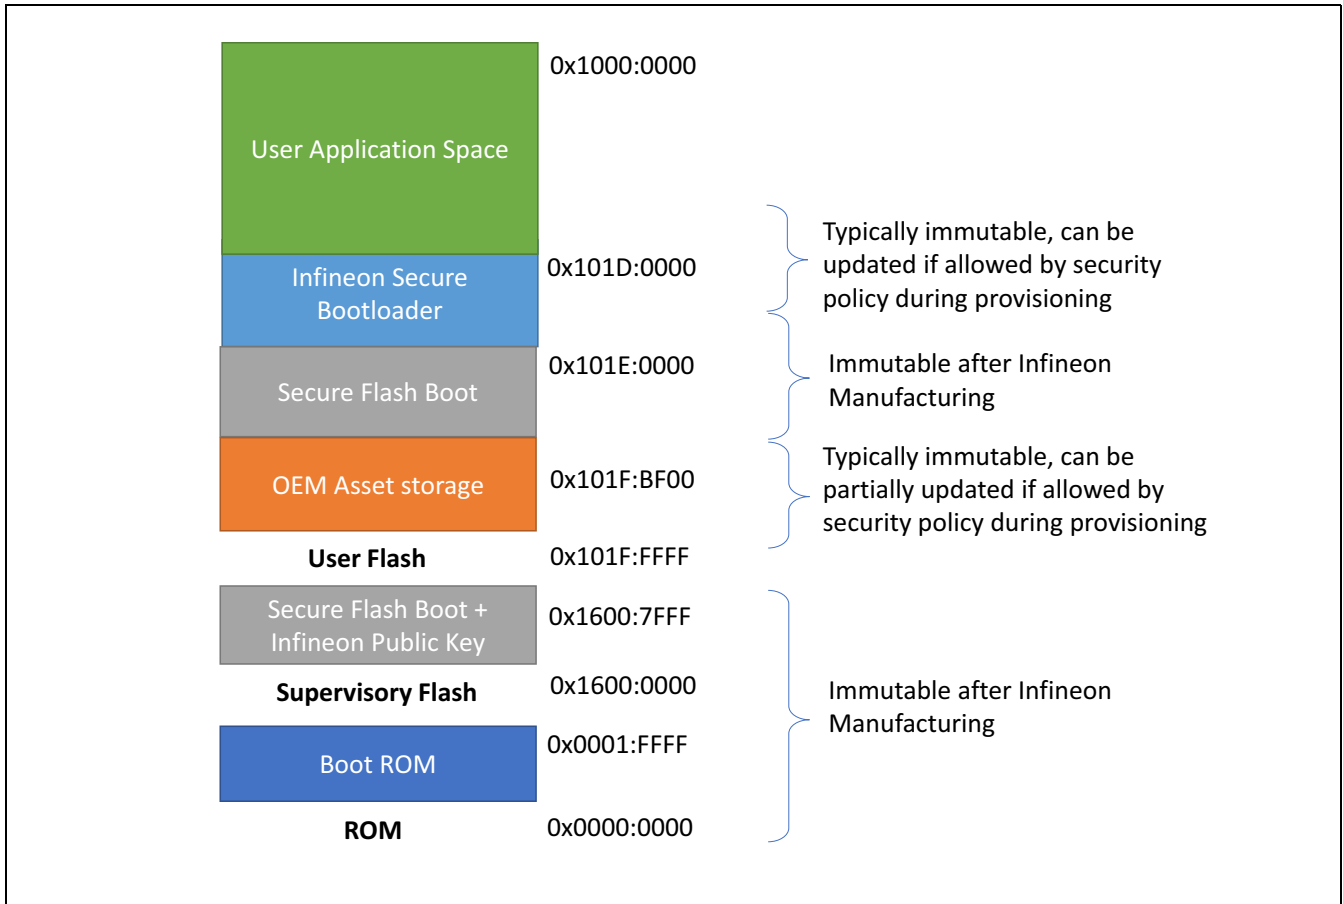 0x1000:0000
User Application Space
Typically immutable, can be
updated if allowed by security
policy during provisioning
0x101D:0000
Infineon Secure
Bootloader
0x101E:0000
Secure Flash Boot
Immutable after Infineon
Manufacturing
OEM Asset storage
0x101F:BF00
Typically immutable, can be
partially updated if allowed by
security policy during provisioning
User Flash
0x101F:FFFF
Secure Flash Boot +
Infineon Public Key
0x1600:7FFF
Supervisory Flash
0x1600:0000
Immutable after Infineon
Manufacturing
0x0001:FFFF
Boot ROM
ROM
0x0000:0000